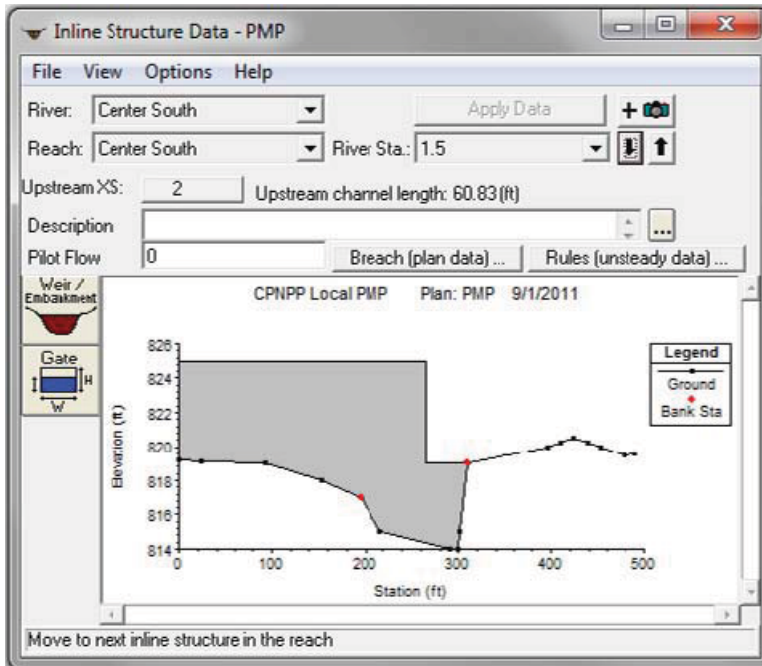 Inline Structure Data - PMP
File View Options Help
River: Center South Apply Data
Reach: Center South River Sta.: 1.5
Upstream XS: 2 Upstream channel length: 60.83(ft)
Description ...
Pilot Flow 0 Breach (plan data) ... Rules (unsteady data) ...
Weir /
Embankment
Gate
H
W
CPNPP Local PMP Plan: PMP 9/1/2011
826
824
822
820
818
816
814
Elevation (ft)
0 100 200 300 400 500
Station (ft)
Legend
Ground
Bank Sta
Move to next inline structure in the reach